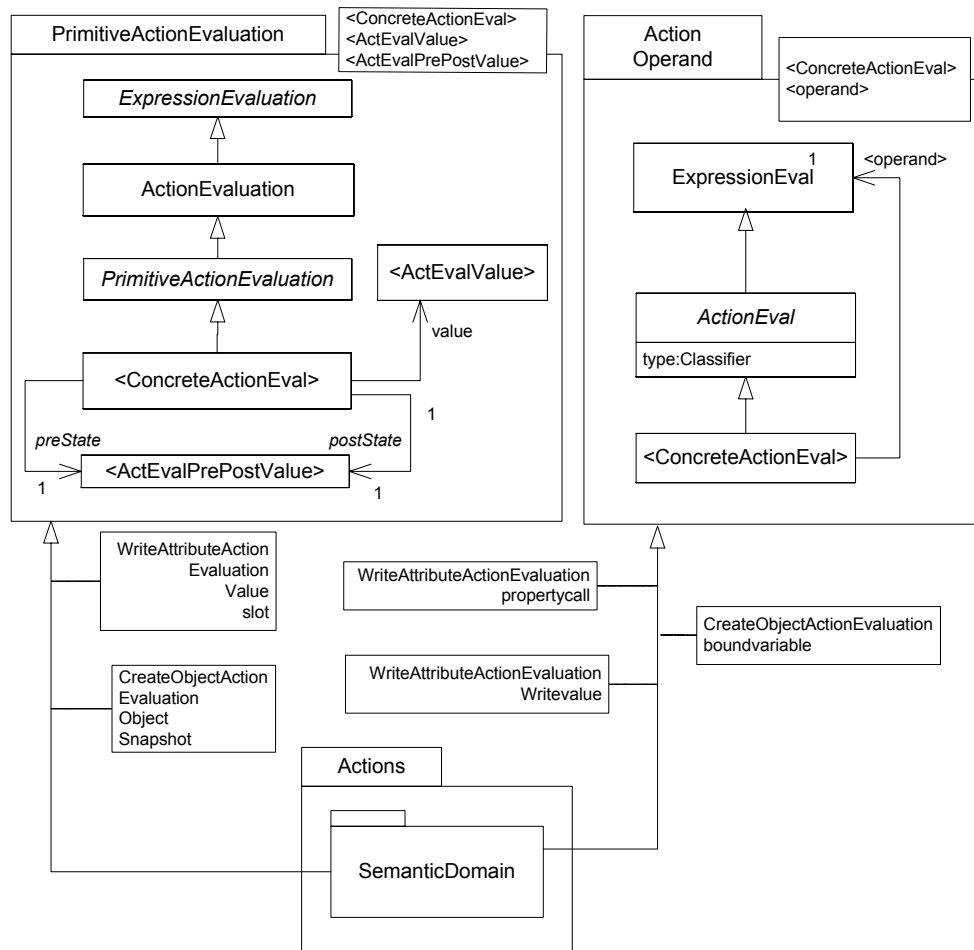 PrimitiveActionEvaluation
<ConcreteActionEval>
<ActEvalValue>
<ActEvalPrePostValue>
ExpressionEvaluation
ActionEvaluation
PrimitiveActionEvaluation
<ActEvalValue>
value
<ConcreteActionEval>
1
preState
postState
<ActEvalPrePostValue>
1
1
Action
Operand
<ConcreteActionEval>
<operand>
1
ExpressionEval
<operand>
ActionEval
type:Classifier
<ConcreteActionEval>
WriteAttributeAction
Evaluation
Value
slot
CreateObjectAction
Evaluation
Object
Snapshot
WriteAttributeActionEvaluation
propertycall
CreateObjectActionEvaluation
boundvariable
WriteAttributeActionEvaluation
Writevalue
Actions
SemanticDomain